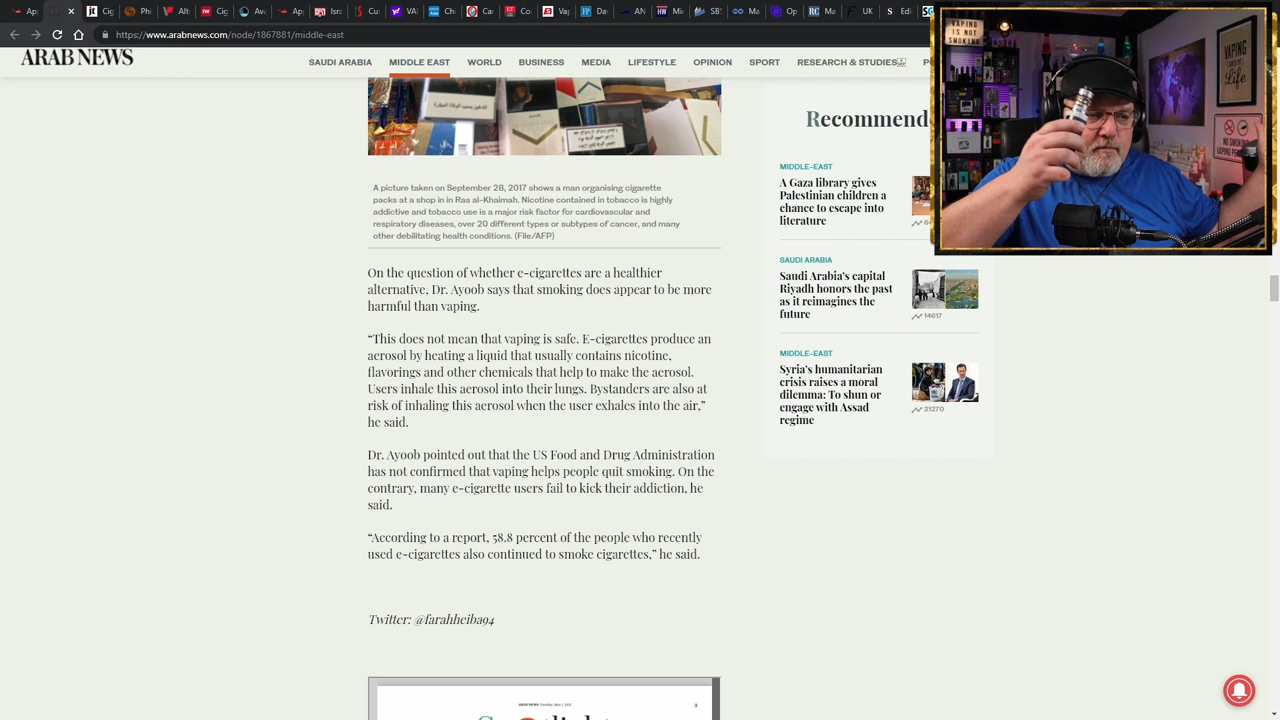 https://www.arabnews.com/node/1867881/middle-east
ARAB NEWS
SAUDI ARABIA MIDDLE EAST WORLD BUSINESS MEDIA LIFESTYLE OPINION SPORT RESEARCH & STUDIES
A picture taken on September 28, 2017 shows a man organising cigarette
packs at a shop in in Ras al-Khaimah. Nicotine contained in tobacco is highly
addictive and tobacco use is a major risk factor for cardiovascular and
respiratory diseases, over 20 different types or subtypes of cancer, and many
other debilitating health conditions. (File/AFP)
On the question of whether e-cigarettes are a healthier
alternative, Dr. Ayoob says that smoking does appear to be more
harmful than vaping.
“This does not mean that vaping is safe. E-cigarettes produce an
aerosol by heating a liquid that usually contains nicotine,
flavorings and other chemicals that help to make the aerosol.
Users inhale this aerosol into their lungs. Bystanders are also at
risk of inhaling this aerosol when the user exhales into the air,”
he said.
Dr. Ayoob pointed out that the US Food and Drug Administration
has not confirmed that vaping helps people quit smoking. On the
contrary, many e-cigarette users fail to kick their addiction, he
said.
“According to a report, 58.8 percent of the people who recently
used e-cigarettes also continued to smoke cigarettes,” he said.
Twitter: @farahheiba94
ARAB NEWS
Recommend
MIDDLE-EAST
A Gaza library gives
Palestinian children a
chance to escape into
literature
SAUDI ARABIA
Saudi Arabia’s capital
Riyadh honors the past
as it reimagines the
future
14617
MIDDLE-EAST
Syria’s humanitarian
crisis raises a moral
dilemma: To shun or
engage with Assad
regime
21270
VAPING
IS NOT
SMOKING
VAPING
Life
NO SMOKING